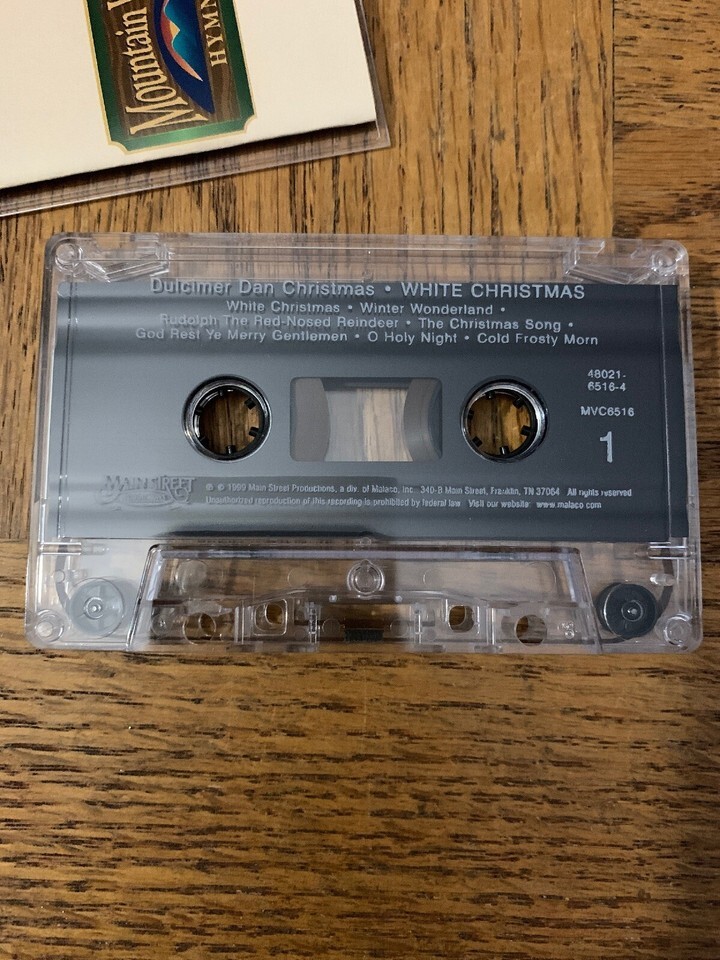 Mountain
HYMN
Dulcimer Dan Christmas • WHITE CHRISTMAS
White Christmas • Winter Wonderland •
Rudolph The Red-Nosed Reindeer • The Christmas Song •
God Rest Ye Merry Gentlemen • O Holy Night • Cold Frosty Morn
48021-
6516-4
MVC6516
1
MAIN STREET
℗ © 1999 Main Street Productions, a div. of Malaco, Inc. 340-B Main Street, Franklin, TN 37064 All rights reserved
Unauthorized reproduction of this recording is prohibited by federal law Visit our website: www.malaco.com